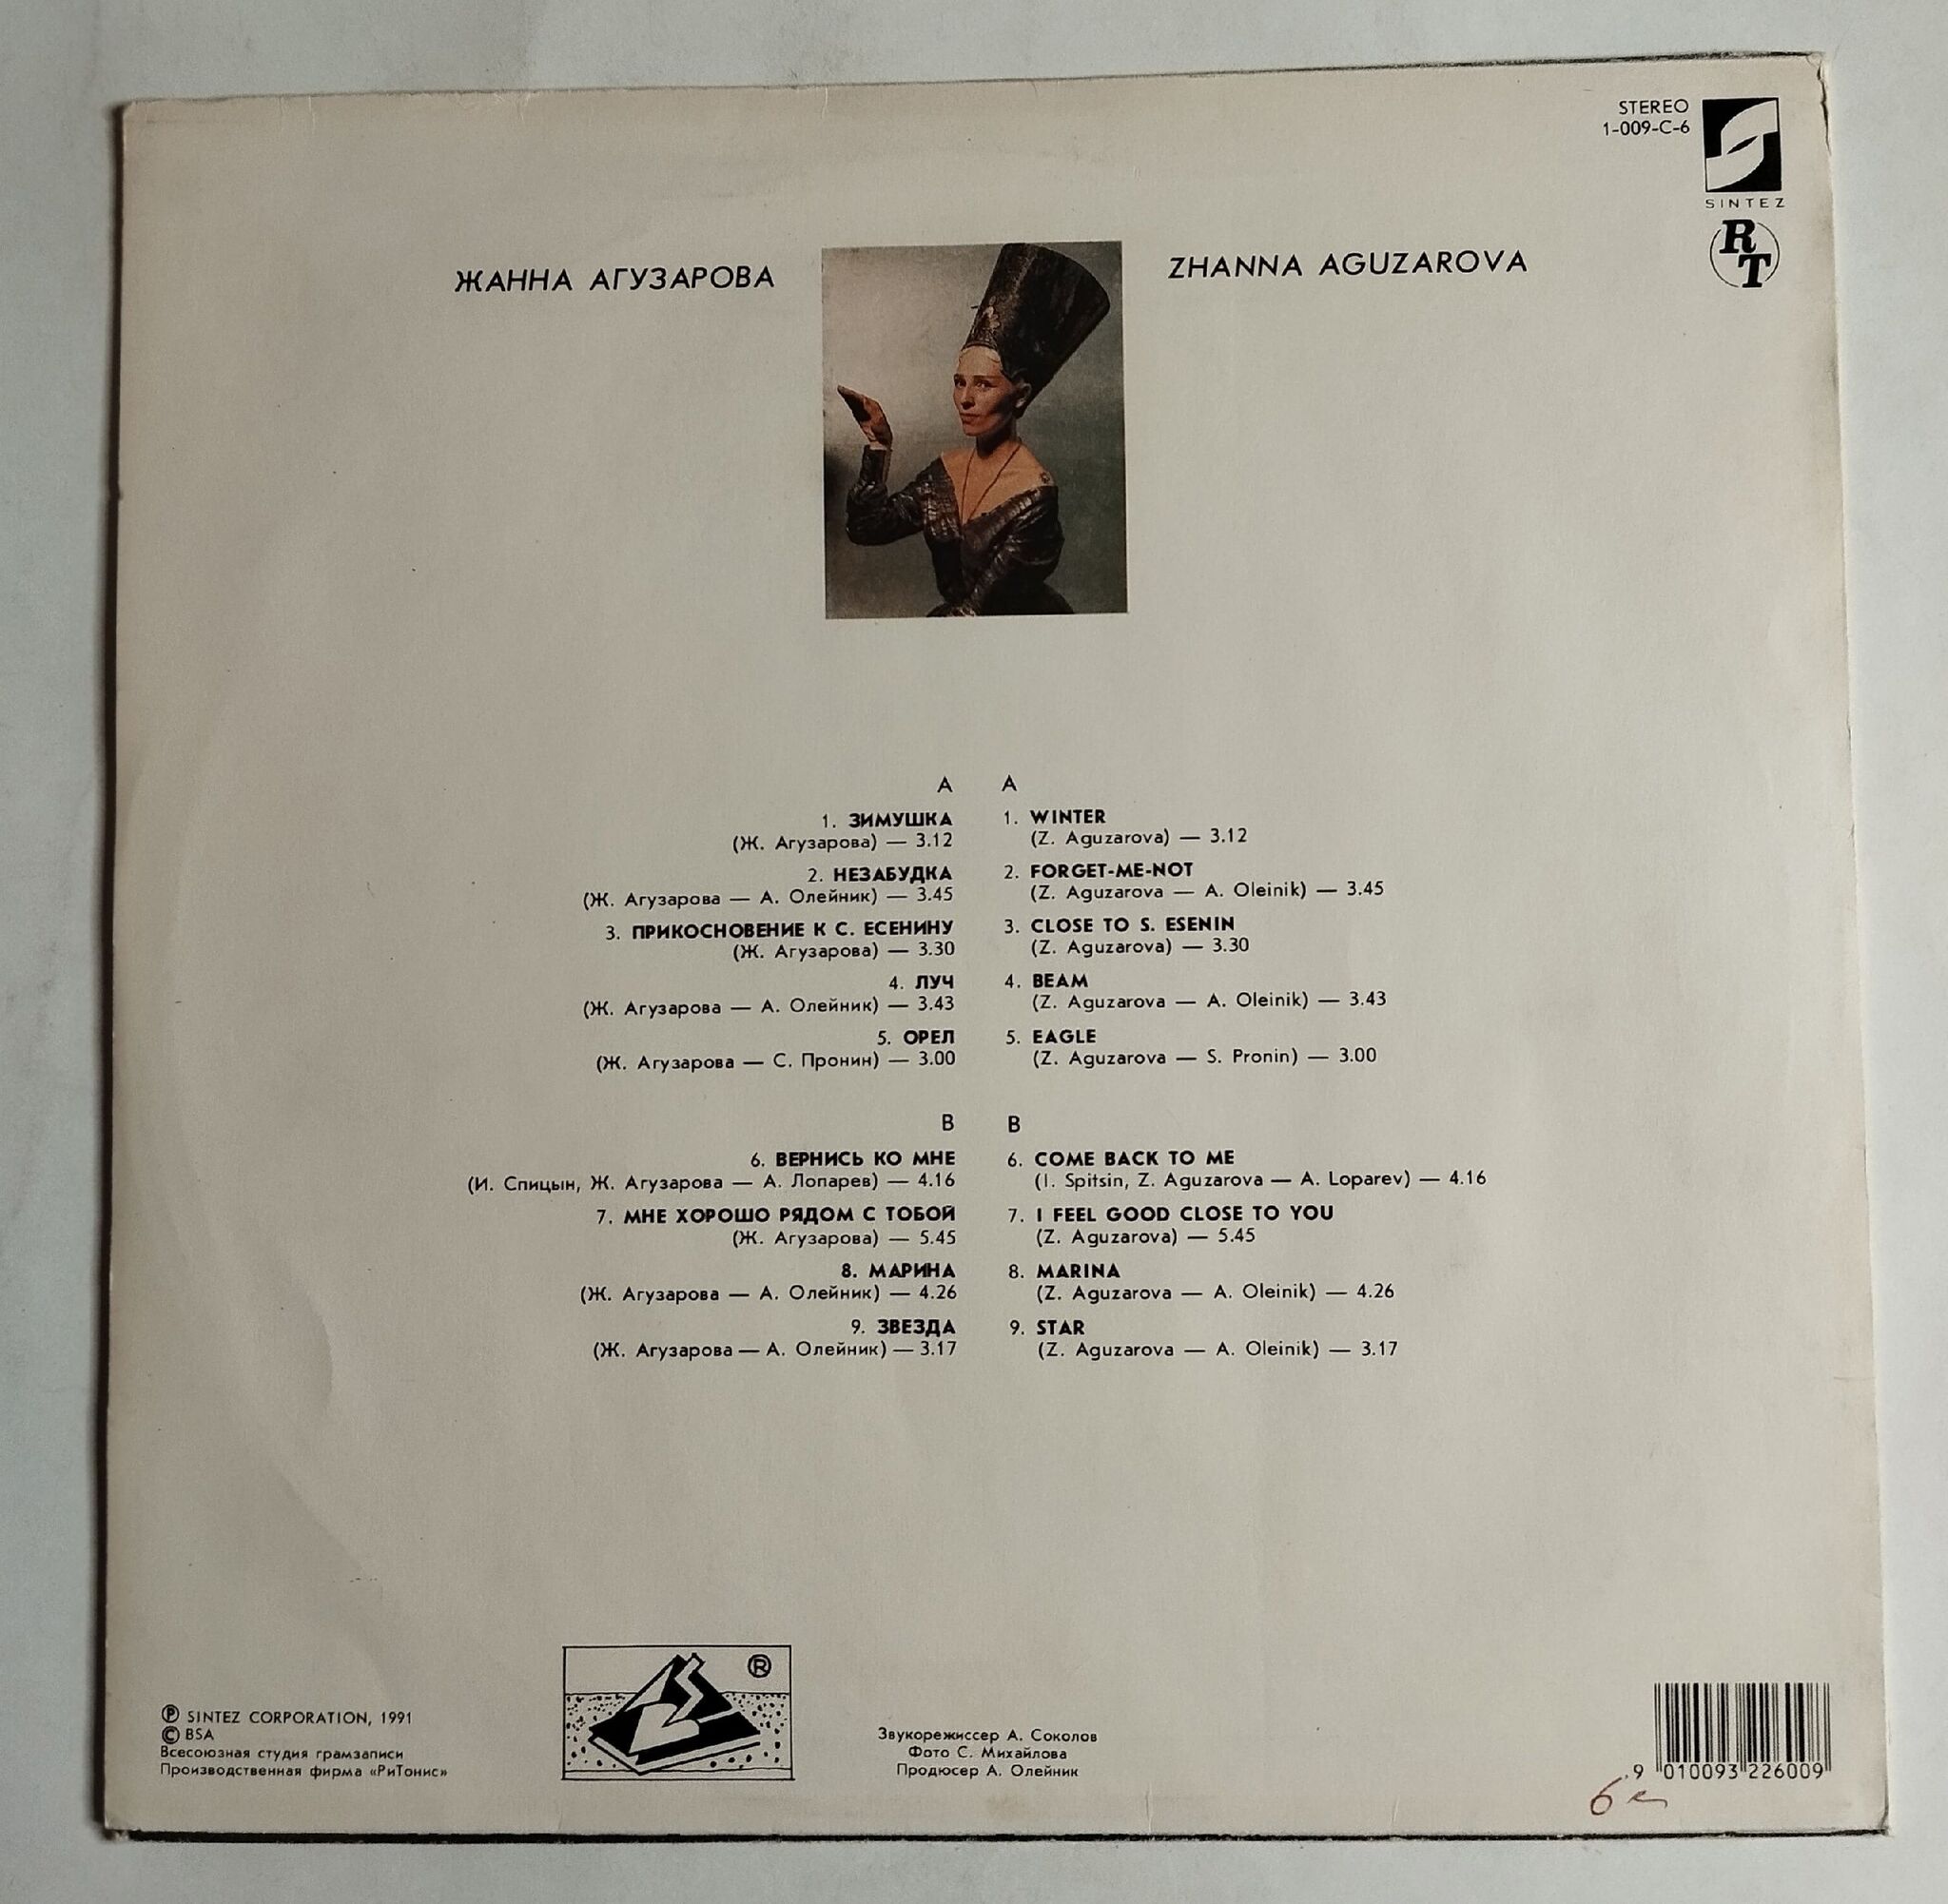 STEREO
1-009-C-6
SINTEZ
RT
ЖАННА АГУЗАРОВА
ZHANNA AGUZAROVA
A
1. ЗИМУШКА
(Ж. Агузарова) — 3.12
2. НЕЗАБУДКА
(Ж. Агузарова — А. Олейник) — 3.45
3. ПРИКОСНОВЕНИЕ К С. ЕСЕНИНУ
(Ж. Агузарова) — 3.30
4. ЛУЧ
(Ж. Агузарова — А. Олейник) — 3.43
5. ОРЕЛ
(Ж. Агузарова — С. Пронин) — 3.00
B
6. ВЕРНИСЬ КО МНЕ
(И. Спицын, Ж. Агузарова — А. Лопарев) — 4.16
7. МНЕ ХОРОШО РЯДОМ С ТОБОЙ
(Ж. Агузарова) — 5.45
8. МАРИНА
(Ж. Агузарова — А. Олейник) — 4.26
9. ЗВЕЗДА
(Ж. Агузарова — А. Олейник) — 3.17
A
1. WINTER
(Z. Aguzarova) — 3.12
2. FORGET-ME-NOT
(Z. Aguzarova — A. Oleinik) — 3.45
3. CLOSE TO S. ESENIN
(Z. Aguzarova) — 3.30
4. BEAM
(Z. Aguzarova — A. Oleinik) — 3.43
5. EAGLE
(Z. Aguzarova — S. Pronin) — 3.00
B
6. COME BACK TO ME
(I. Spitsin, Z. Aguzarova — A. Loparev) — 4.16
7. I FEEL GOOD CLOSE TO YOU
(Z. Aguzarova) — 5.45
8. MARINA
(Z. Aguzarova — A. Oleinik) — 4.26
9. STAR
(Z. Aguzarova — A. Oleinik) — 3.17
℗ SINTEZ CORPORATION, 1991
© BSA
Всесоюзная студия грамзаписи
Производственная фирма «РиТонис»
®
Звукорежиссер А. Соколов
Фото С. Михайлова
Продюсер А. Олейник
9 010093 226009